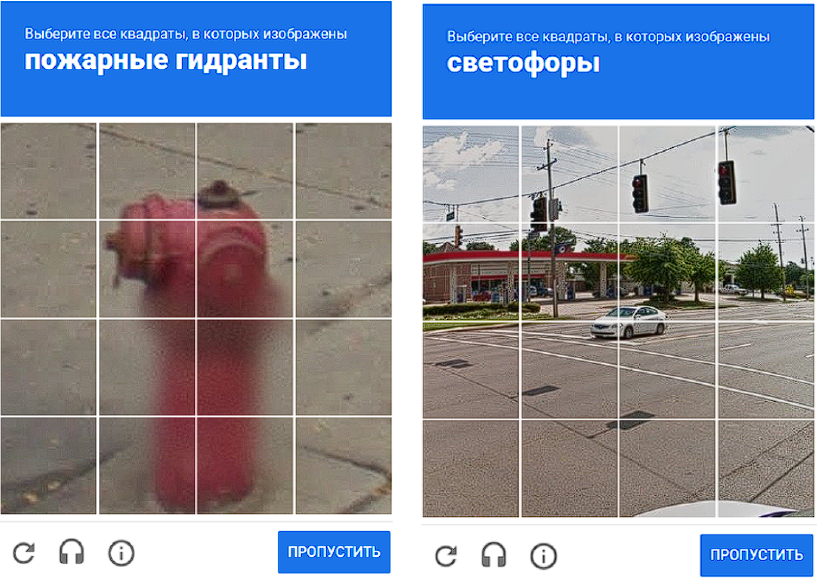 Выберите все квадраты, в которых изображены
пожарные гидранты
ПРОПУСТИТЬ
Выберите все квадраты, в которых изображены
светофоры
ПРОПУСТИТЬ